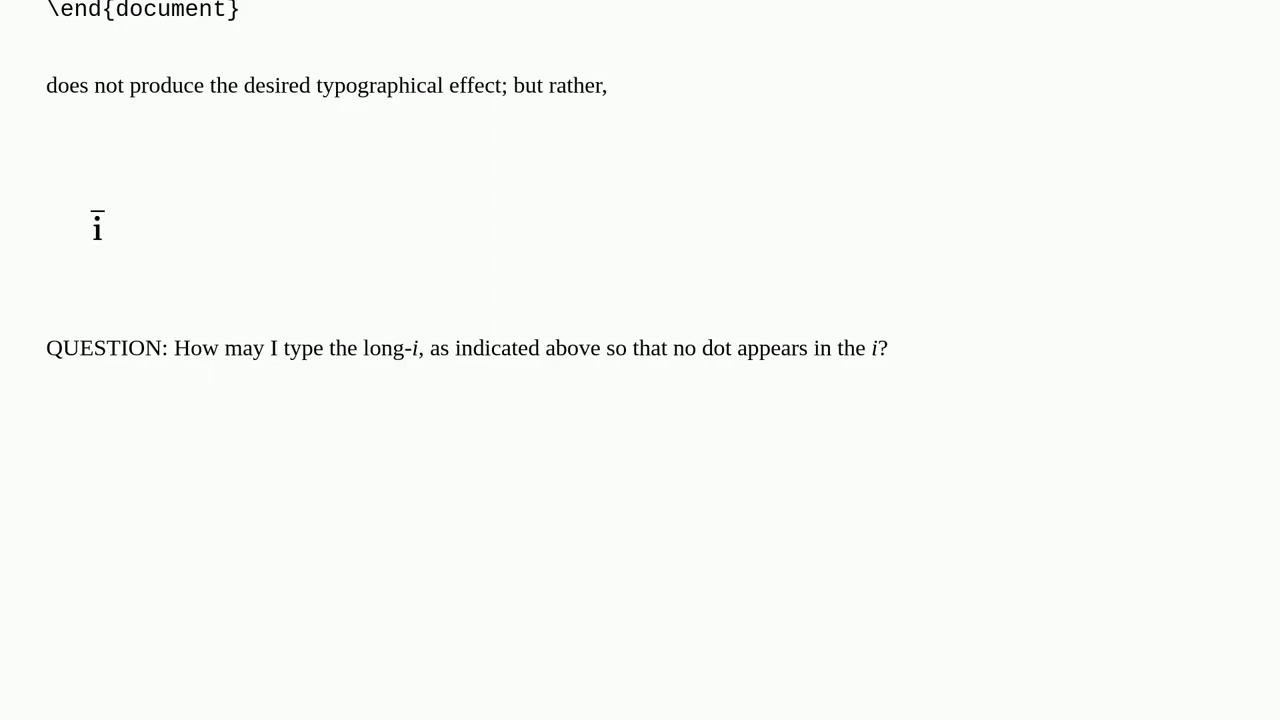 \end{document}
does not produce the desired typographical effect; but rather,
i̅
QUESTION: How may I type the long-i, as indicated above so that no dot appears in the i?